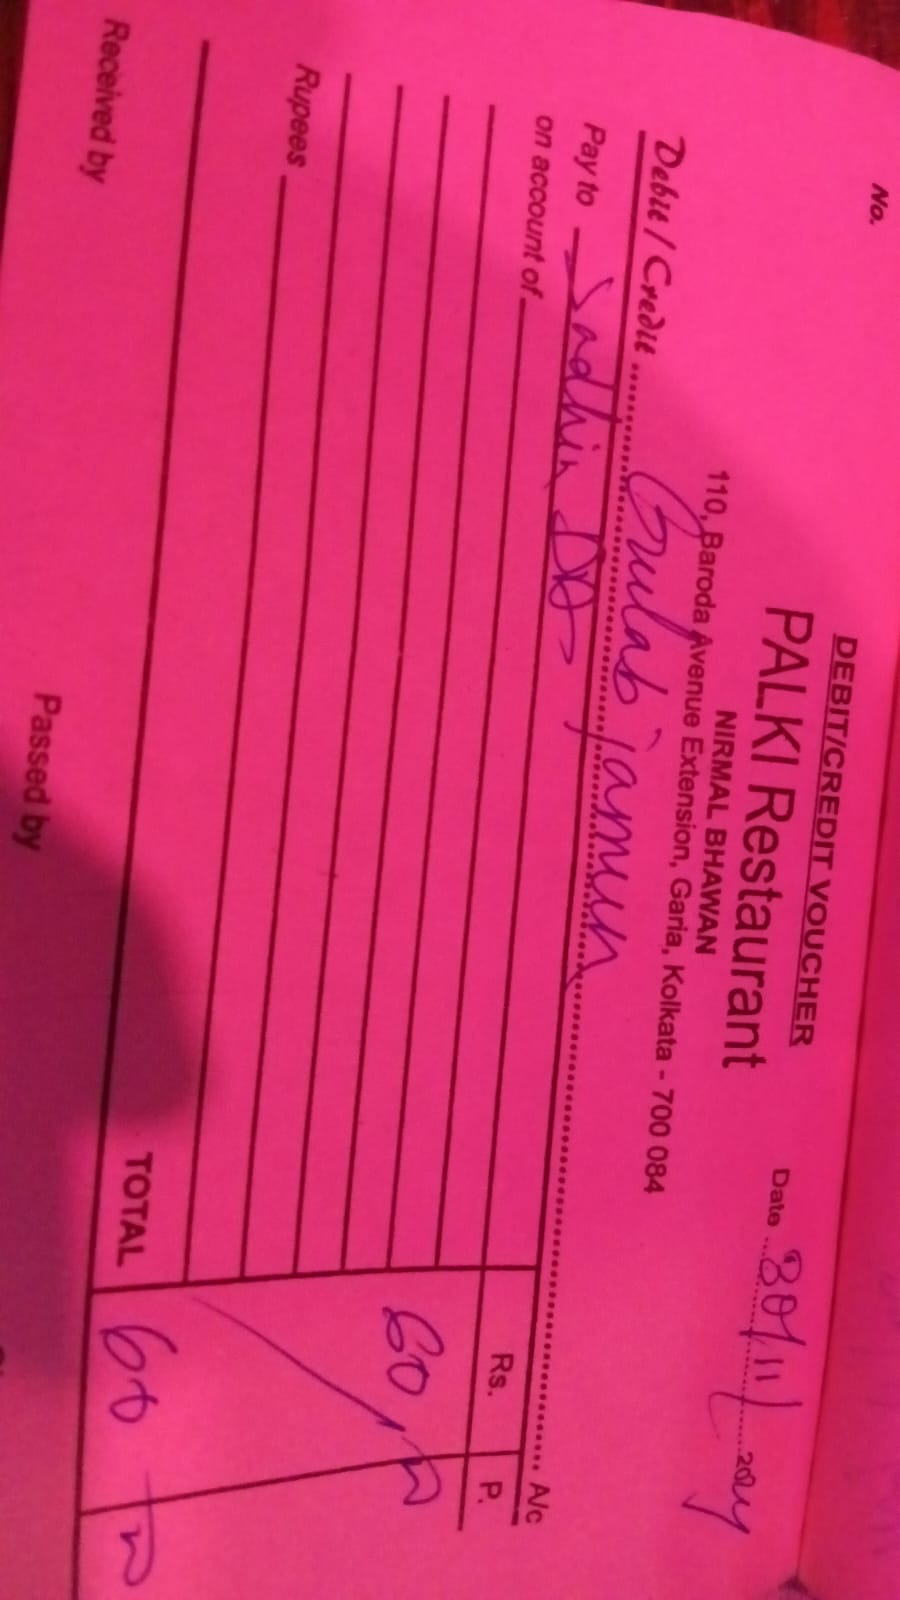 No.
DEBIT/CREDIT VOUCHER
PALKI Restaurant
NIRMAL BHAWAN
110, Baroda Avenue Extension, Garia, Kolkata - 700 084
Date 30/11/2024
Debit / Credit Gulab jamun A/c
Pay to Sadhin DA
on account of
Rs. P.
60
Rupees
TOTAL 60
Received by
Passed by